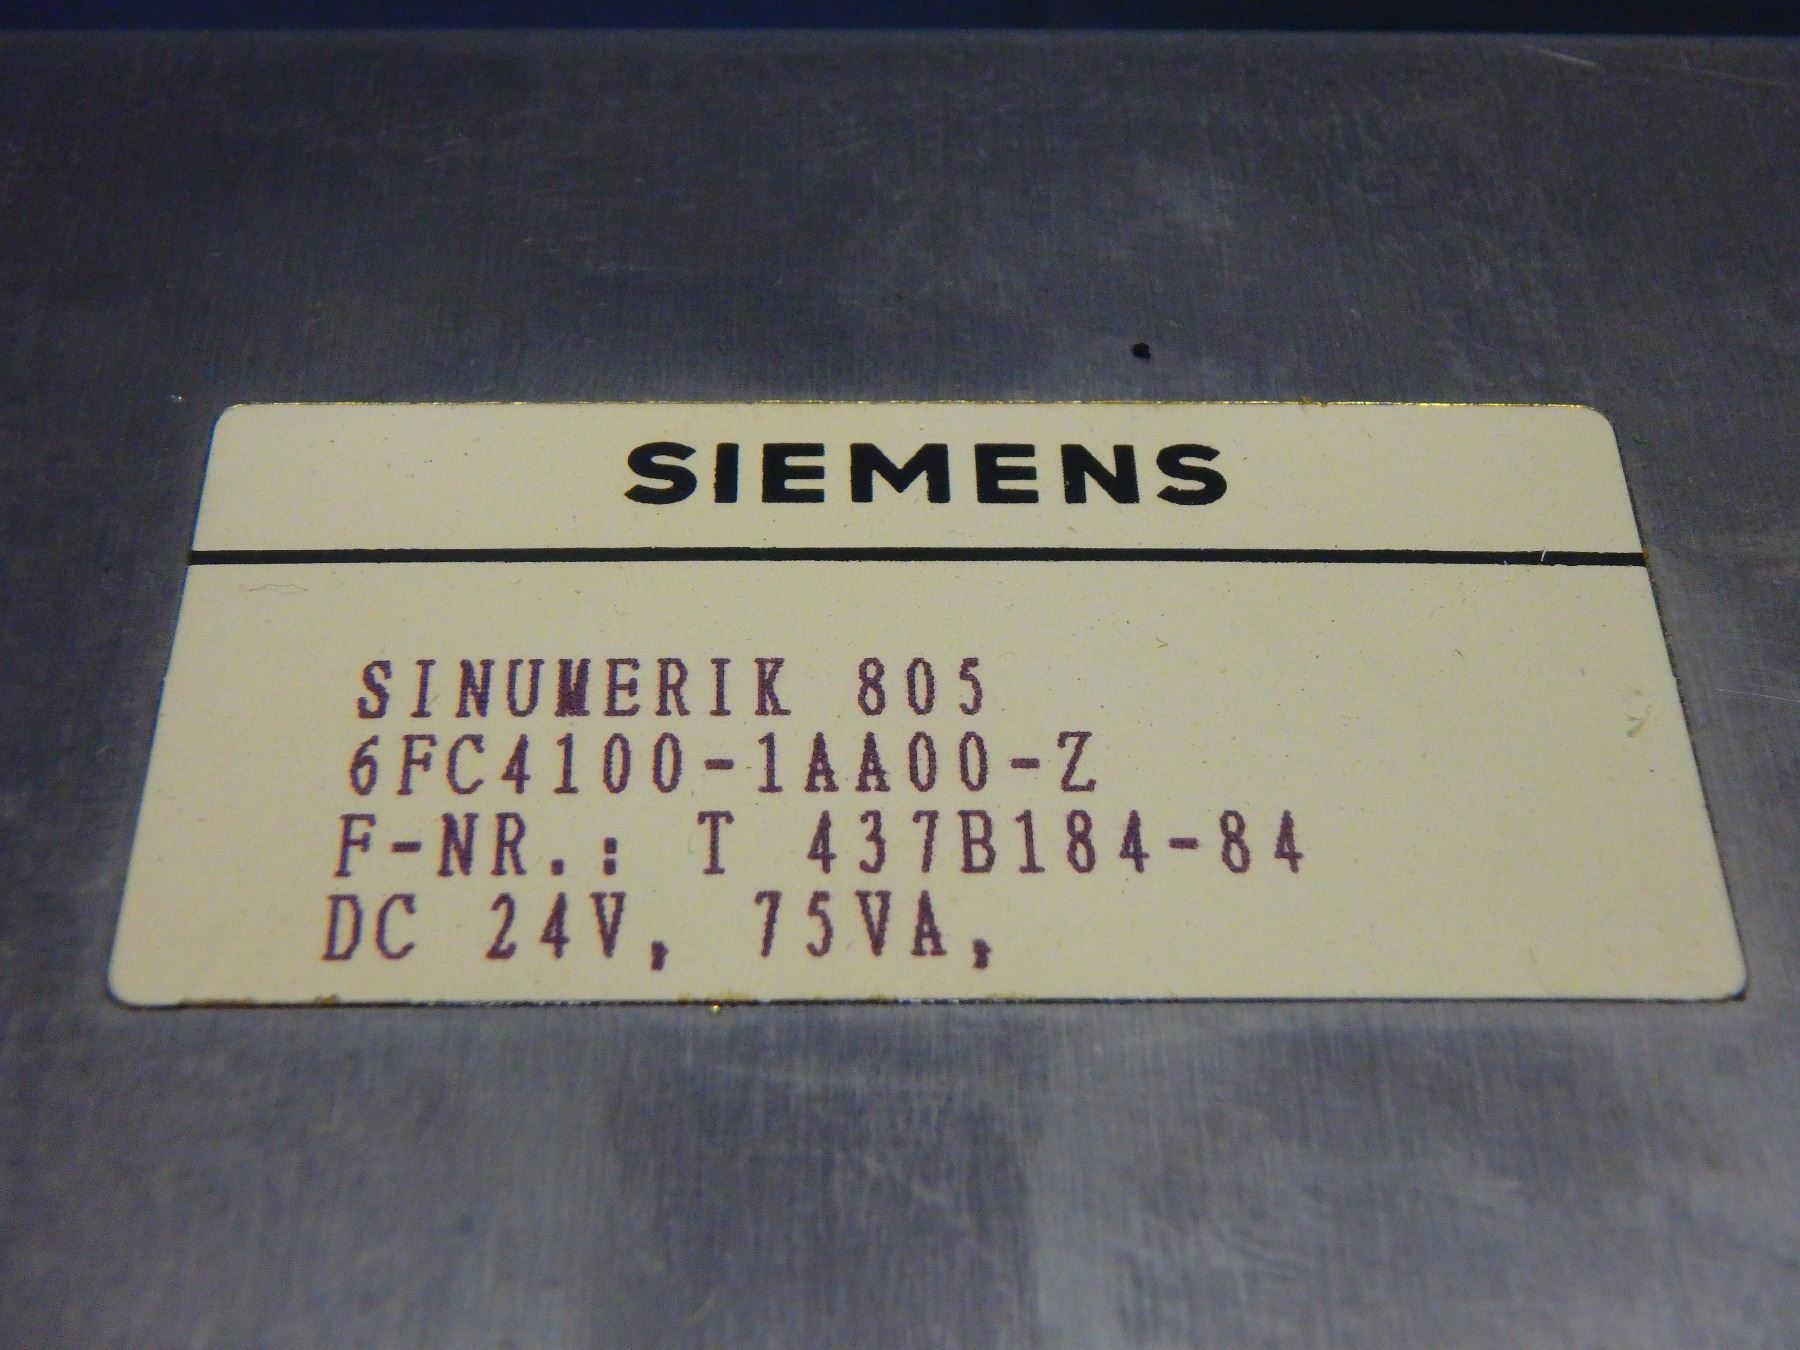 SIEMENS
SINUMERIK 805
6FC4100-1AA00-Z
F-NR.: T 437B184-84
DC 24V, 75VA,